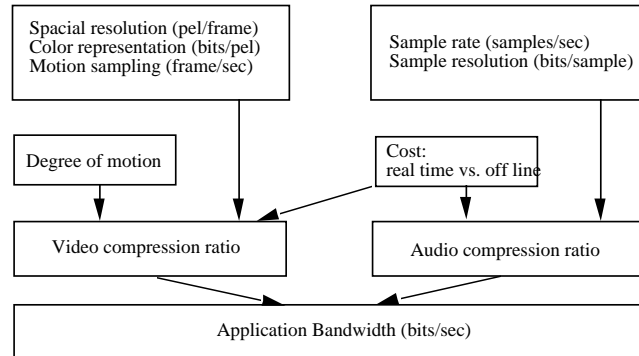 Spacial resolution (pel/frame)
Color representation (bits/pel)
Motion sampling (frame/sec)
Sample rate (samples/sec)
Sample resolution (bits/sample)
Degree of motion
Cost:
real time vs. off line
Video compression ratio
Audio compression ratio
Application Bandwidth (bits/sec)